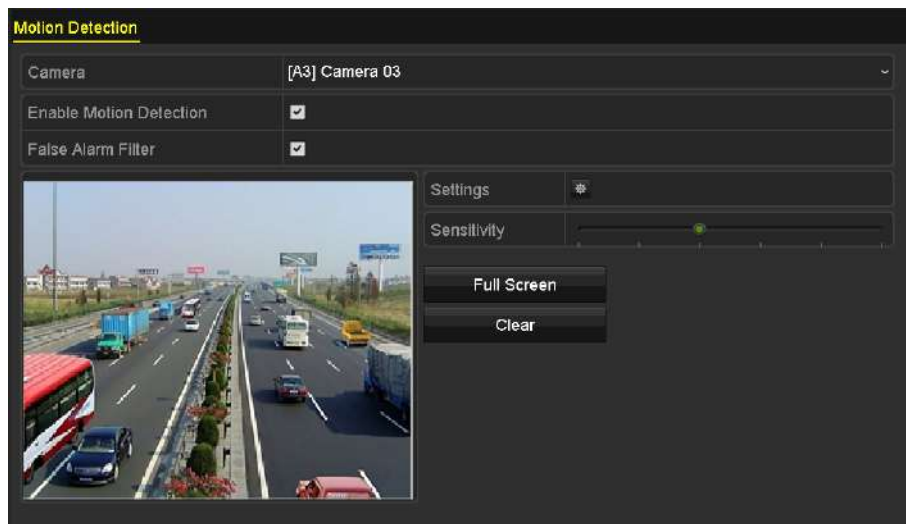 Motion Detection
Camera [A3] Camera 03
Enable Motion Detection
False Alarm Filter
Settings
Sensitivity
Full Screen
Clear